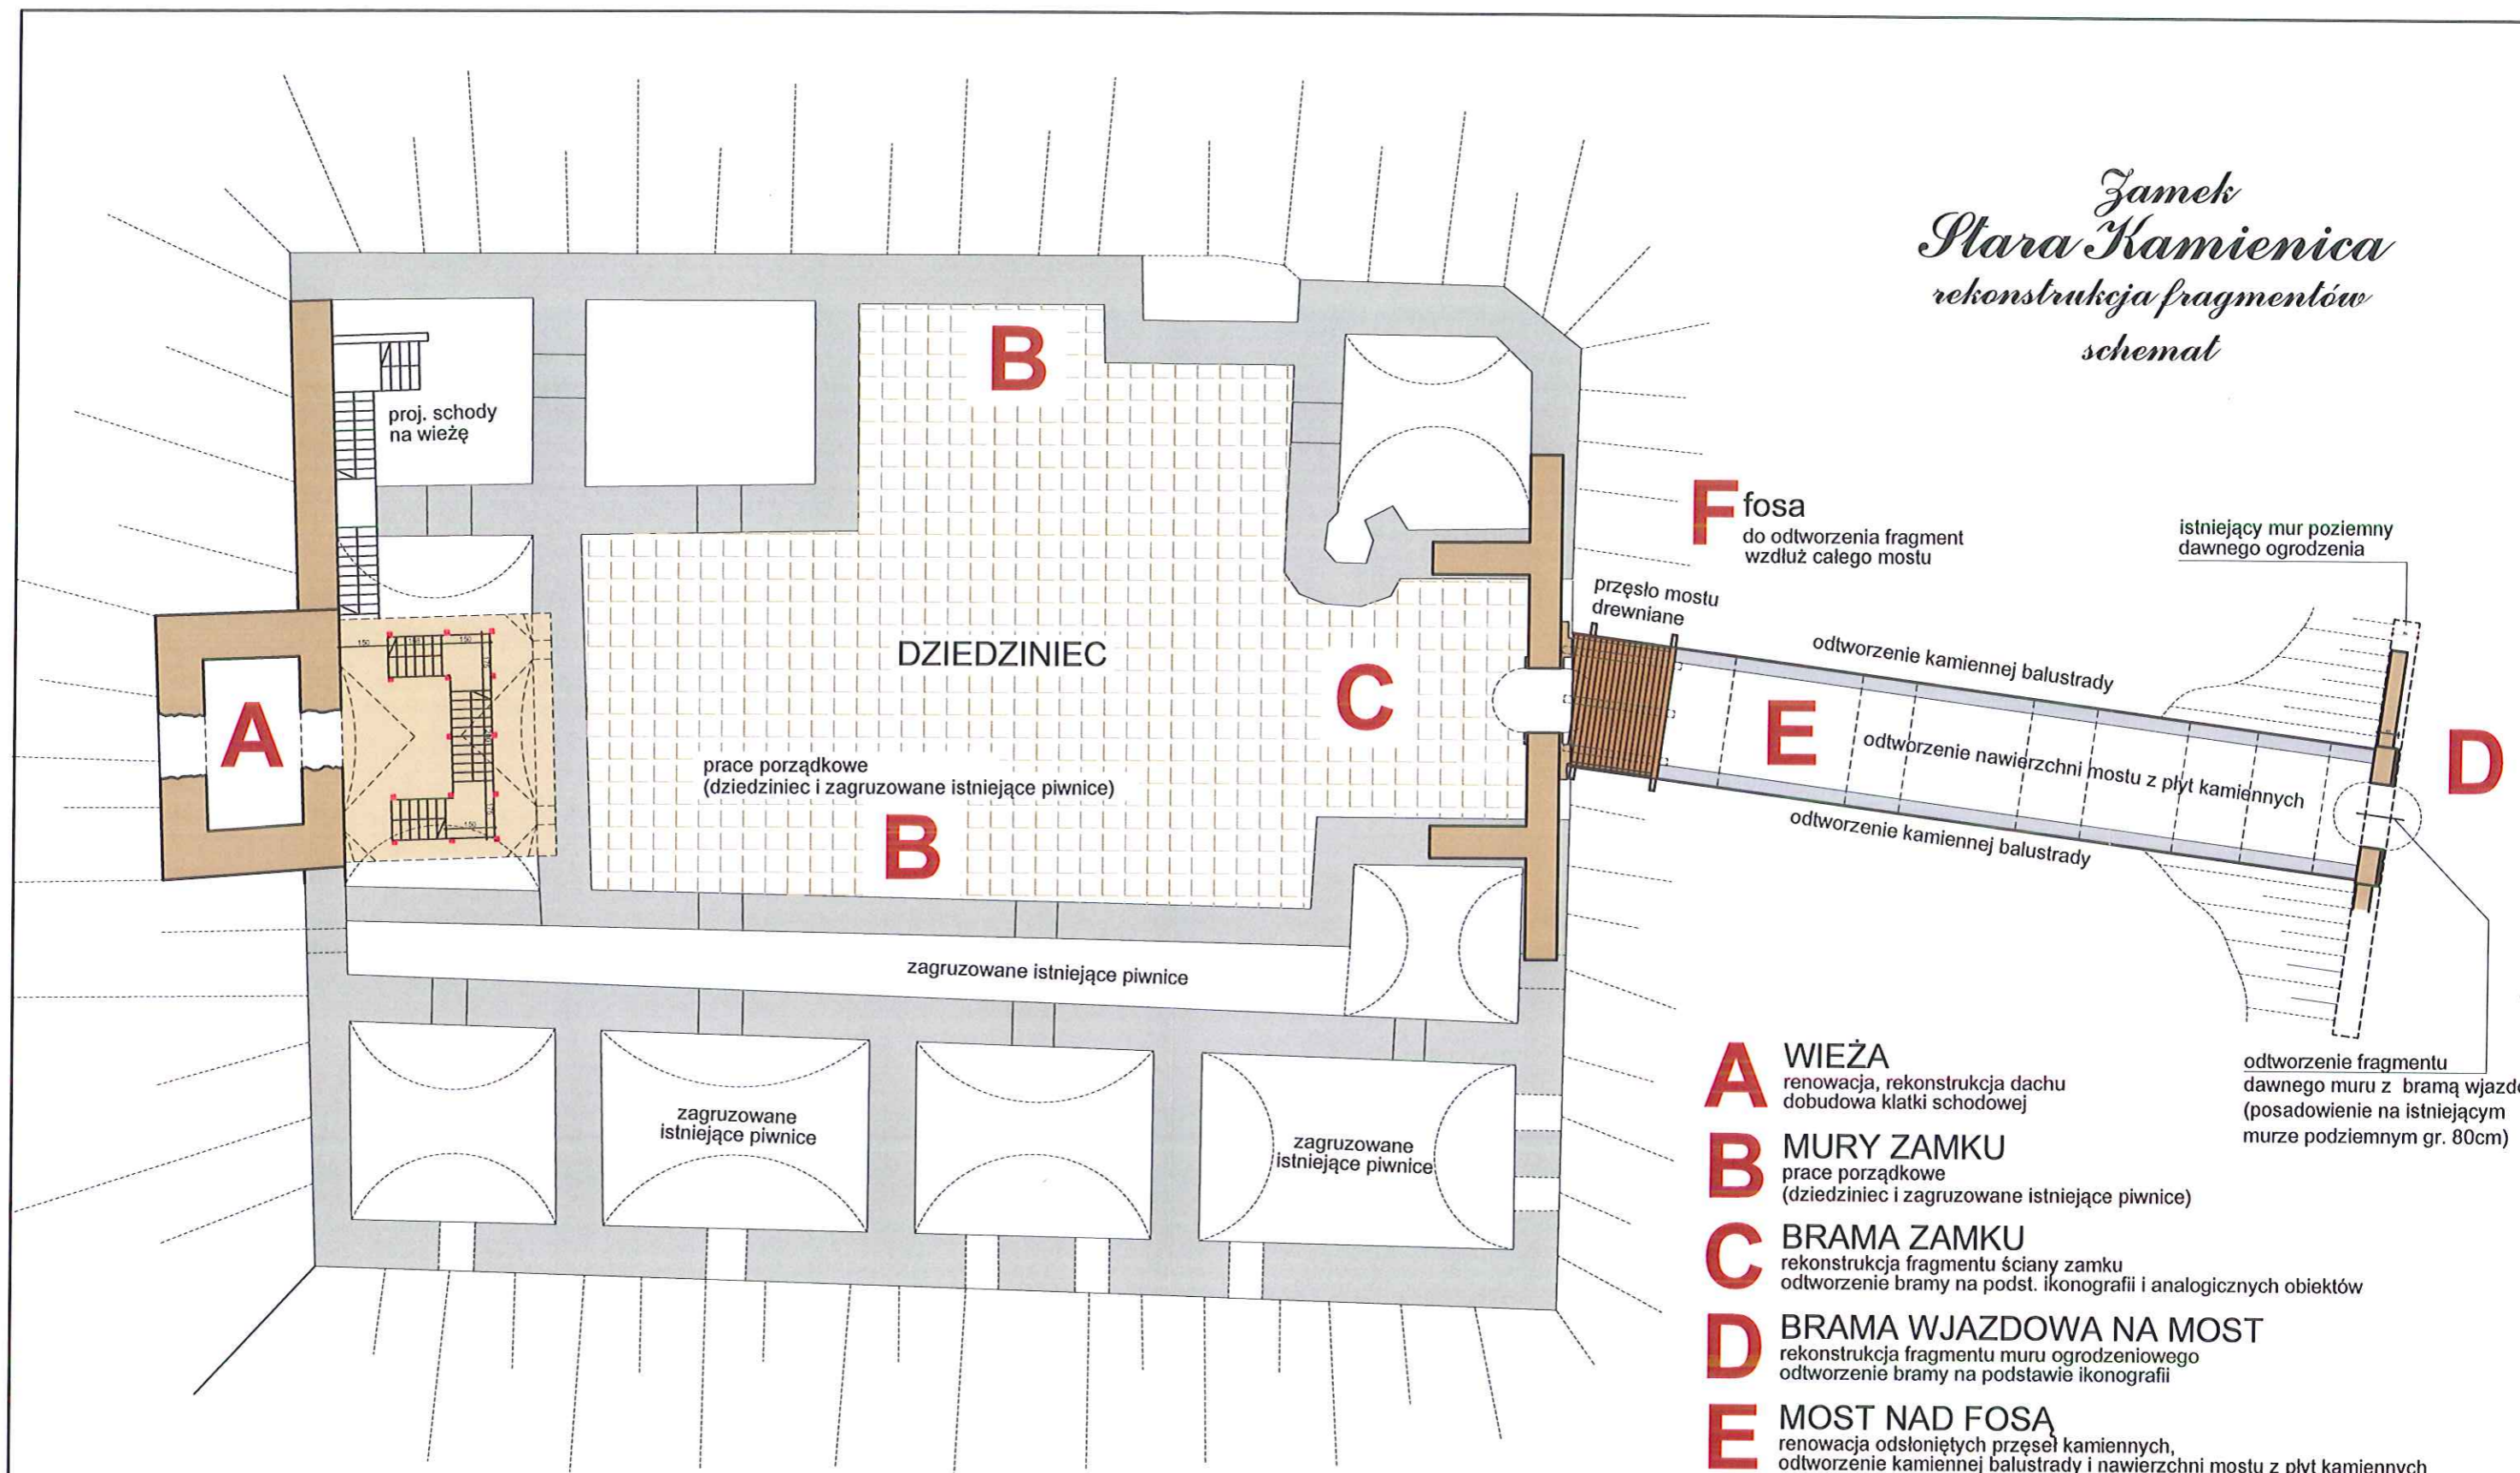 Zamek
Stara Kamienica
rekonstrukcja fragmentów
schemat
B
proj. schody
na wieżę
F fosa
do odtworzenia fragment
wzdłuż całego mostu
istniejący mur poziemny
dawnego ogrodzenia
przęsło mostu
drewniane
odtworzenie kamiennej balustrady
DZIEDZINIEC
A
C
E
D
odtworzenie nawierzchni mostu z płyt kamiennych
odtworzenie kamiennej balustrady
150
150
150
prace porządkowe
(dziedziniec i zagruzowane istniejące piwnice)
B
zagruzowane istniejące piwnice
zagruzowane
istniejące piwnice
zagruzowane
istniejące piwnice
odtworzenie fragmentu
dawnego muru z bramą wjazdo
(posadowienie na istniejącym
murze podziemnym gr. 80cm)
A WIEŻA
renowacja, rekonstrukcja dachu
dobudowa klatki schodowej
B MURY ZAMKU
prace porządkowe
(dziedziniec i zagruzowane istniejące piwnice)
C BRAMA ZAMKU
rekonstrukcja fragmentu ściany zamku
odtworzenie bramy na podst. ikonografii i analogicznych obiektów
D BRAMA WJAZDOWA NA MOST
rekonstrukcja fragmentu muru ogrodzeniowego
odtworzenie bramy na podstawie ikonografii
E MOST NAD FOSĄ
renowacja odsłoniętych przęseł kamiennych,
odtworzenie kamiennej balustrady i nawierzchni mostu z płyt kamiennych